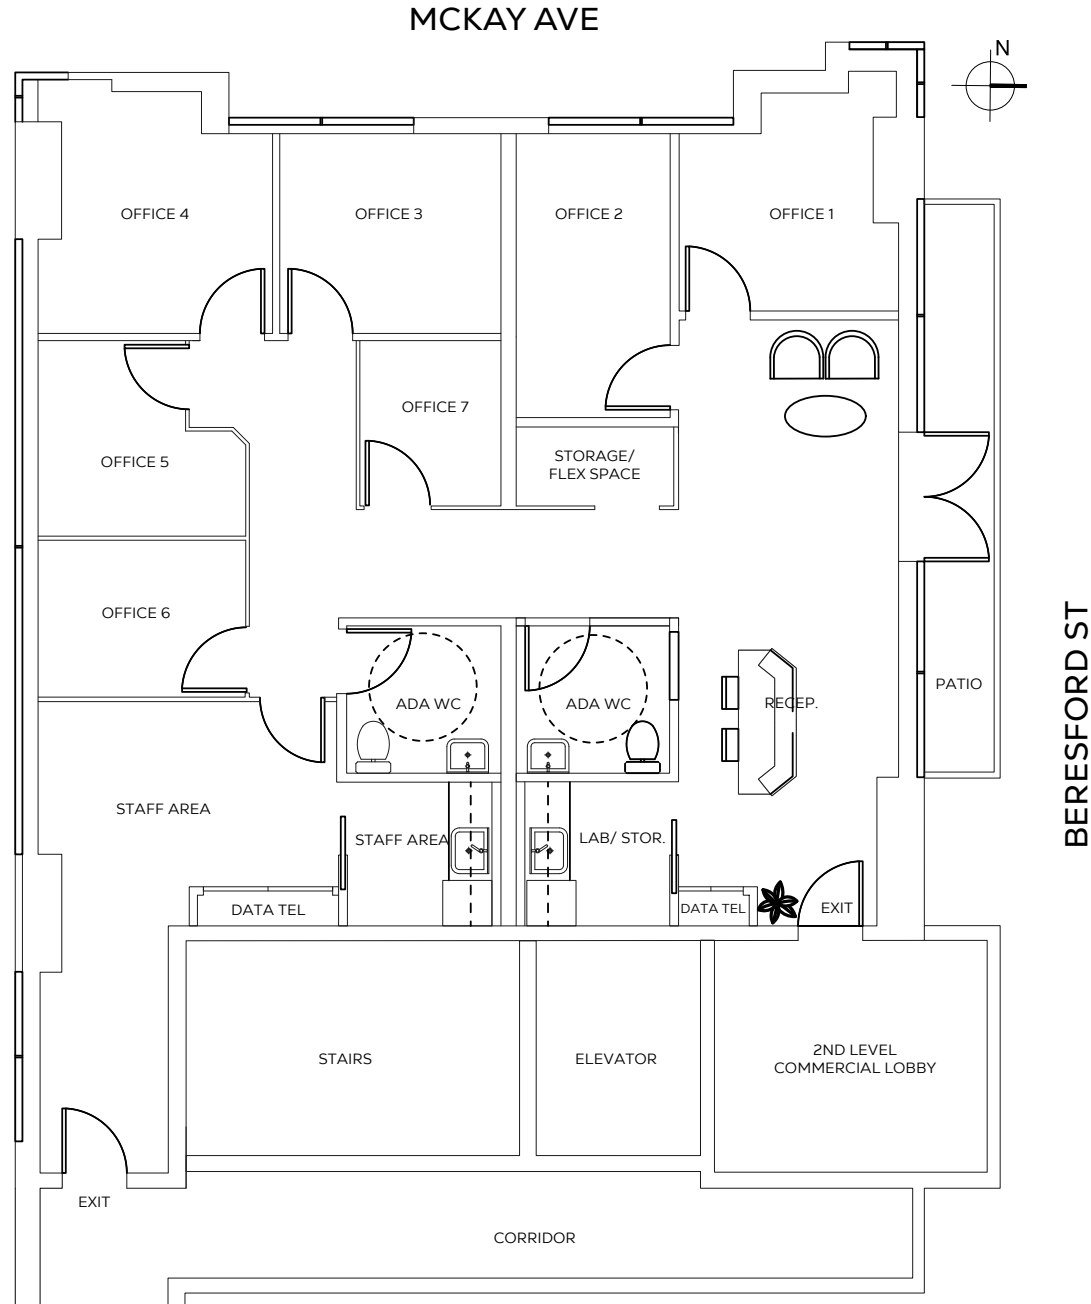 MCKAY AVE
N
OFFICE 4
OFFICE 3
OFFICE 2
OFFICE 1
OFFICE 7
OFFICE 5
STORAGE/
FLEX SPACE
OFFICE 6
BERESFORD ST
PATIO
ADA WC
ADA WC
RECEP.
STAFF AREA
STAFF AREA
LAB/ STOR.
DATA TEL
DATA TEL
EXIT
STAIRS
ELEVATOR
2ND LEVEL
COMMERCIAL LOBBY
EXIT
CORRIDOR